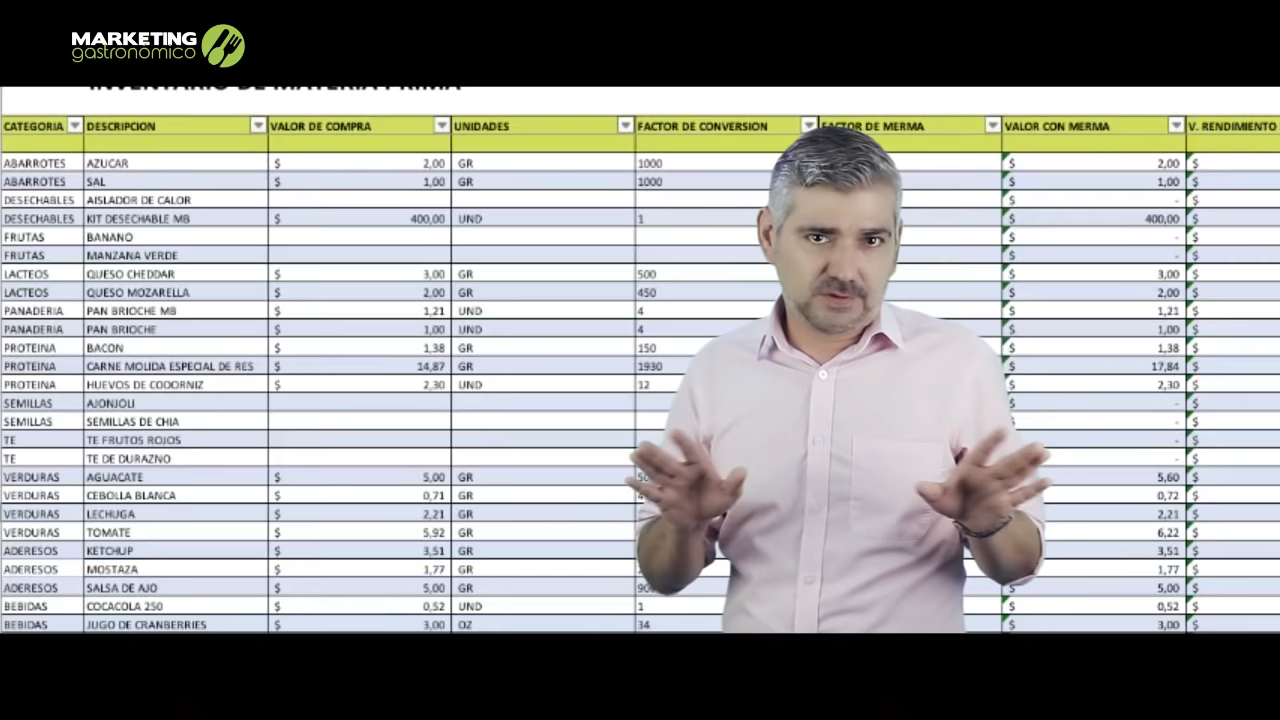 MARKETING
gastronómico
INVENTARIO DE MATERIA PRIMA
CATEGORIA DESCRIPCION VALOR DE COMPRA UNIDADES FACTOR DE CONVERSION FACTOR DE MERMA VALOR CON MERMA V. RENDIMIENTO
ABARROTES AZUCAR $ 2,00 GR 1000 $ 2,00 $
ABARROTES SAL $ 1,00 GR 1000 $ 1,00 $
DESECHABLES AISLADOR DE CALOR $ - $
DESECHABLES KIT DESECHABLE MB $ 400,00 UND 1 $ 400,00 $
FRUTAS BANANO $ - $
FRUTAS MANZANA VERDE $ - $
LACTEOS QUESO CHEDDAR $ 3,00 GR 500 $ 3,00 $
LACTEOS QUESO MOZARELLA $ 2,00 GR 450 $ 2,00 $
PANADERIA PAN BRIOCHE MB $ 1,21 UND 4 $ 1,21 $
PANADERIA PAN BRIOCHE $ 1,00 UND 4 $ 1,00 $
PROTEINA BACON $ 1,38 GR 150 $ 1,38 $
PROTEINA CARNE MOLIDA ESPECIAL DE RES $ 14,87 GR 1930 $ 17,84 $
PROTEINA HUEVOS DE CODORNIZ $ 2,30 UND 12 $ 2,30 $
SEMILLAS AJONJOLI $ - $
SEMILLAS SEMILLAS DE CHIA $ - $
TE TE FRUTOS ROJOS $ - $
TE TE DE DURAZNO $ - $
VERDURAS AGUACATE $ 5,00 GR 5,60 $
VERDURAS CEBOLLA BLANCA $ 0,71 GR 0,72 $
VERDURAS LECHUGA $ 2,21 GR 2,21 $
VERDURAS TOMATE $ 5,92 GR 6,22 $
ADERESOS KETCHUP $ 3,51 GR 3,51 $
ADERESOS MOSTAZA $ 1,77 GR 1,77 $
ADERESOS SALSA DE AJO $ 5,00 GR $ 5,00 $
BEBIDAS COCACOLA 250 $ 0,52 UND 1 $ 0,52 $
BEBIDAS JUGO DE CRANBERRIES $ 3,00 OZ 34 $ 3,00 $